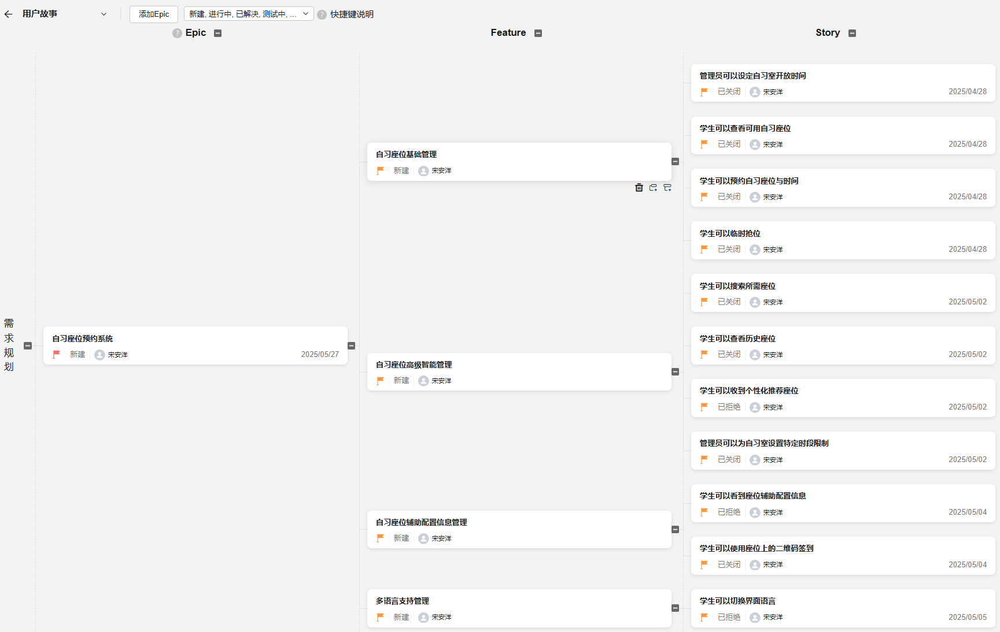 用户故事
添加Epic
新建, 进行中, 已解决, 测试中, ...
快捷键说明
Epic
Feature
Story
需求规划
自习座位预约系统
新建 宋安洋 2025/05/27
自习座位基础管理
新建 宋安洋
自习座位高级智能管理
新建 宋安洋
自习座位辅助配置信息管理
新建 宋安洋
多语言支持管理
新建 宋安洋
管理员可以设定自习室开放时间
已关闭 宋安洋 2025/04/28
学生可以查看可用自习座位
已关闭 宋安洋 2025/04/28
学生可以预约自习座位与时间
已关闭 宋安洋 2025/04/28
学生可以临时抢位
已关闭 宋安洋 2025/04/28
学生可以搜索所需座位
已关闭 宋安洋 2025/05/02
学生可以查看历史座位
已关闭 宋安洋 2025/05/02
学生可以收到个性化推荐座位
已拒绝 宋安洋 2025/05/02
管理员可以为自习室设置特定时段限制
已关闭 宋安洋 2025/05/02
学生可以看到座位辅助配置信息
已拒绝 宋安洋 2025/05/04
学生可以使用座位上的二维码签到
已关闭 宋安洋 2025/05/04
学生可以切换界面语言
已拒绝 宋安洋 2025/05/05